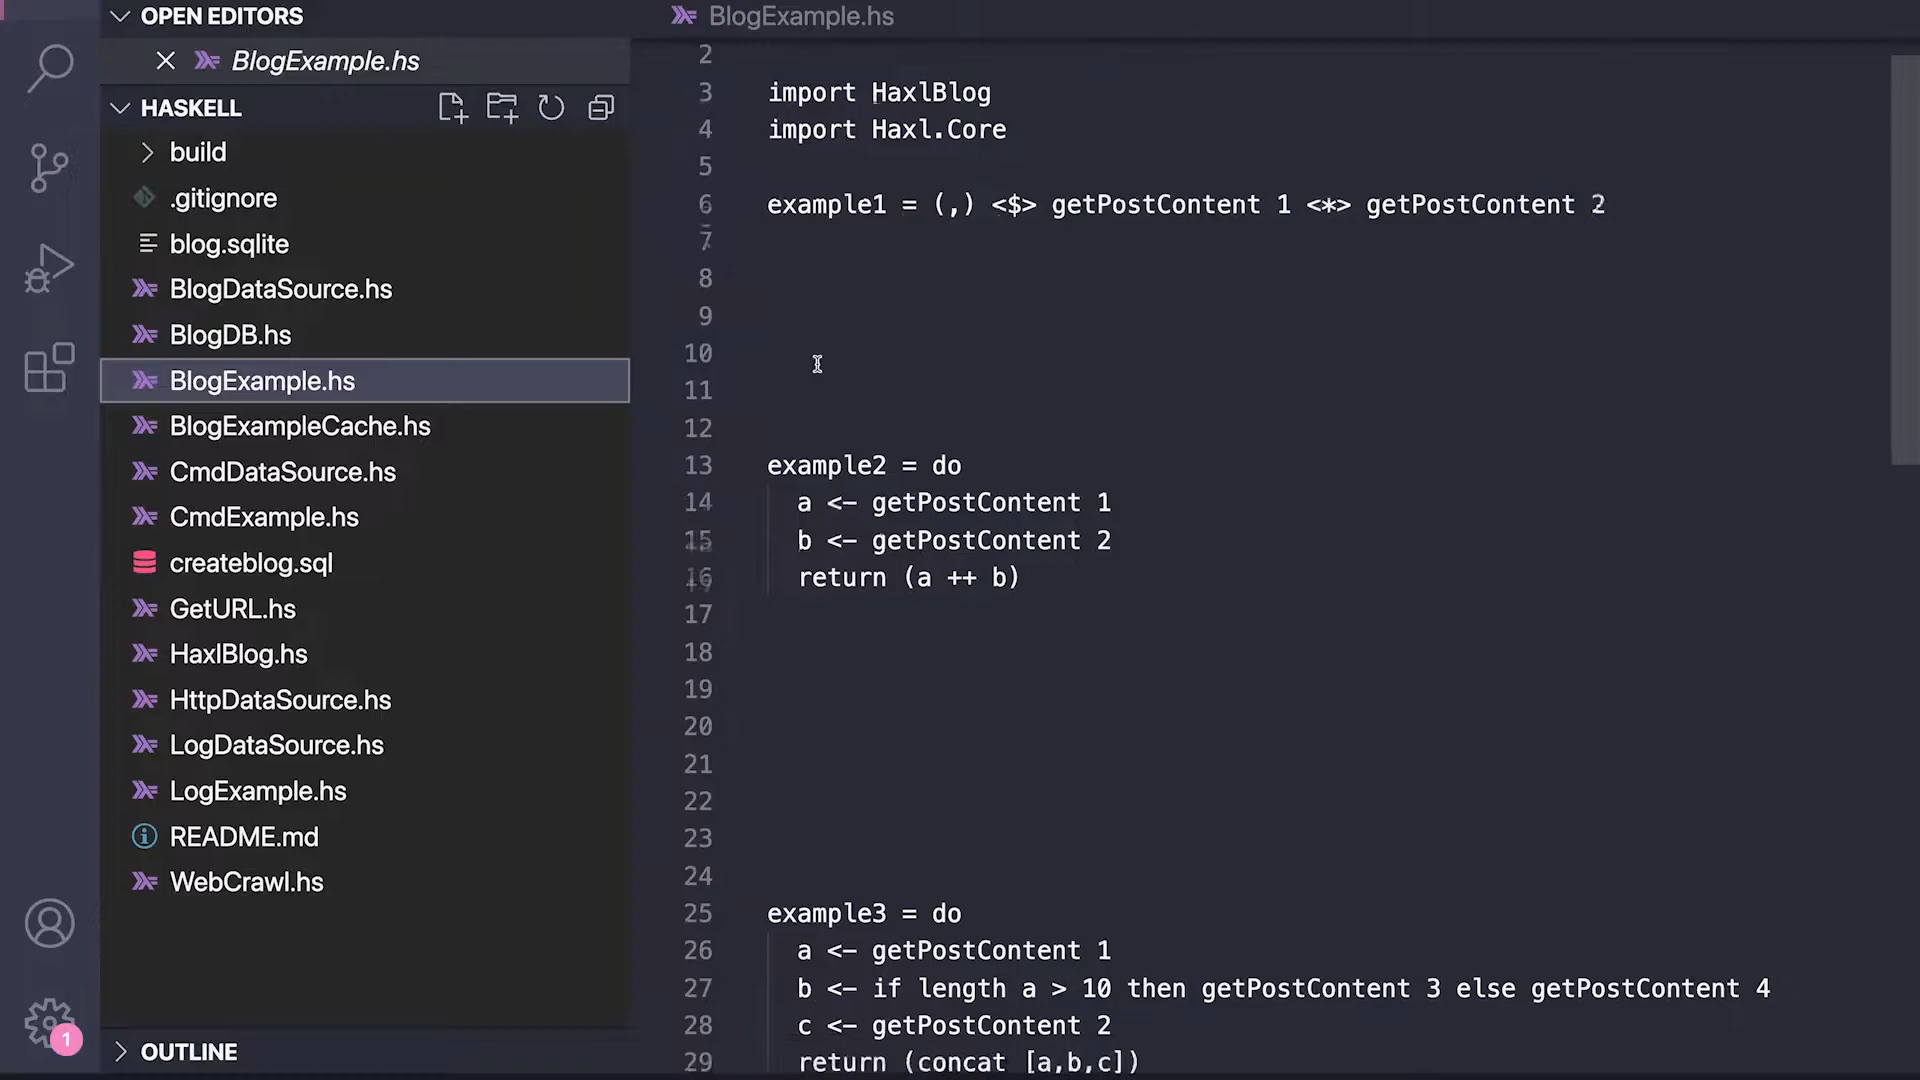 OPEN EDITORS
BlogExample.hs
HASKELL
build
.gitignore
blog.sqlite
BlogDataSource.hs
BlogDB.hs
BlogExample.hs
BlogExampleCache.hs
CmdDataSource.hs
CmdExample.hs
createblog.sql
GetURL.hs
HaxlBlog.hs
HttpDataSource.hs
LogDataSource.hs
LogExample.hs
README.md
WebCrawl.hs
OUTLINE
1
BlogExample.hs
2
3 import HaxlBlog
4 import Haxl.Core
5
6 example1 = (,) <$> getPostContent 1 <*> getPostContent 2
7
8
9
10
11
12
13 example2 = do
14 a <- getPostContent 1
15 b <- getPostContent 2
16 return (a ++ b)
17
18
19
20
21
22
23
24
25 example3 = do
26 a <- getPostContent 1
27 b <- if length a > 10 then getPostContent 3 else getPostContent 4
28 c <- getPostContent 2
29 return (concat [a,b,c])